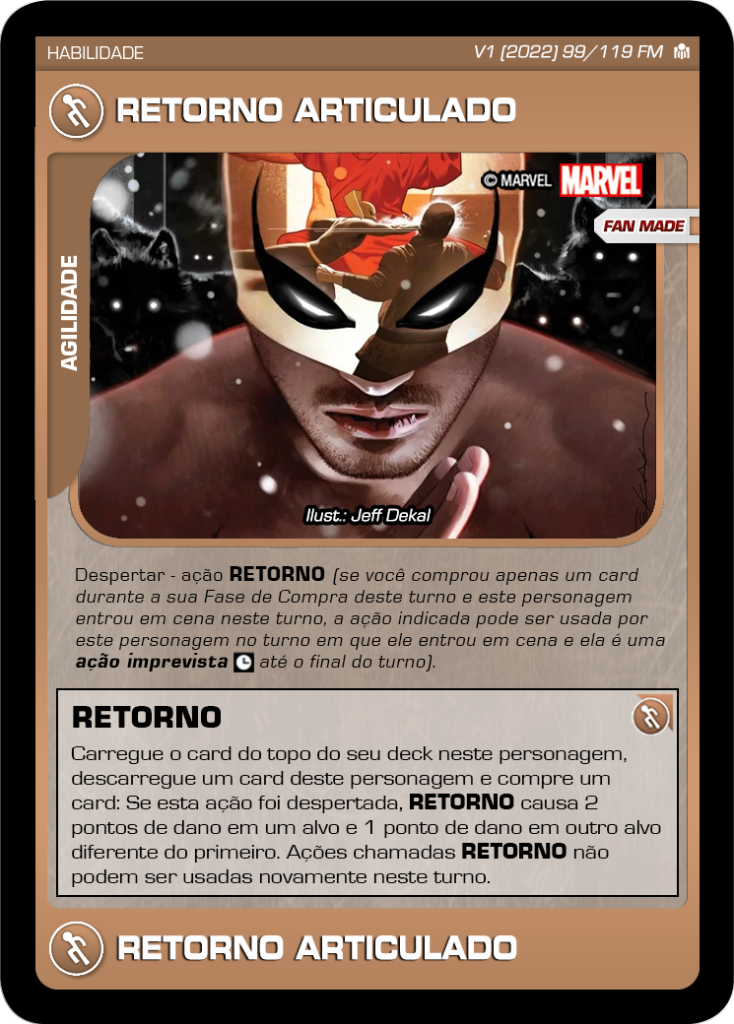 HABILIDADE
V1 (2022) 99/119 FM
RETORNO ARTICULADO
© MARVEL MARVEL
FAN MADE
AGILIDADE
Ilust.: Jeff Dekal
Despertar - ação RETORNO (se você comprou apenas um card
durante a sua Fase de Compra deste turno e este personagem
entrou em cena neste turno, a ação indicada pode ser usada por
este personagem no turno em que ele entrou em cena e ela é uma
ação imprevista até o final do turno).
RETORNO
Carregue o card do topo do seu deck neste personagem,
descarregue um card deste personagem e compre um
card: Se esta ação foi despertada, RETORNO causa 2
pontos de dano em um alvo e 1 ponto de dano em outro alvo
diferente do primeiro. Ações chamadas RETORNO não
podem ser usadas novamente neste turno.
RETORNO ARTICULADO